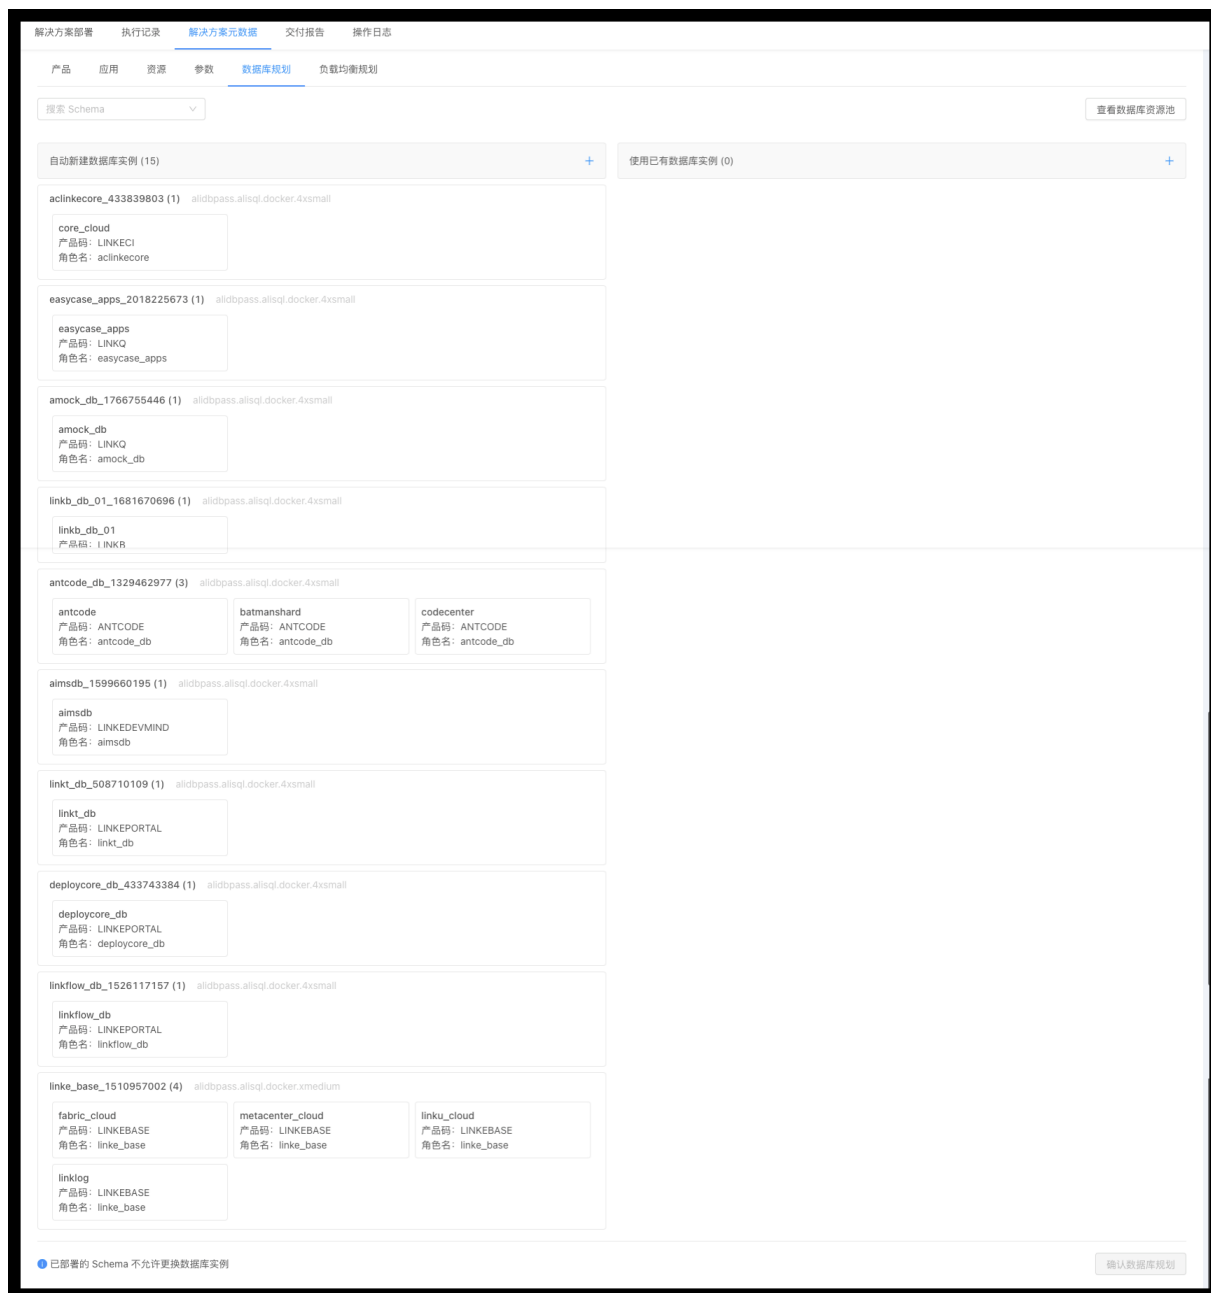 解决方案部署 执行记录 解决方案元数据 交付报告 操作日志
产品 应用 资源 参数 数据库规划 负载均衡规划
搜索 Schema 查看数据库资源池
自动新建数据库实例 (15) + 使用已有数据库实例 (0) +
aclinkecore_433839803 (1) alidbpass.alisql.docker.4xsmall
core_cloud
产品码：LINKECI
角色名：aclinkecore
easycase_apps_2018225673 (1) alidbpass.alisql.docker.4xsmall
easycase_apps
产品码：LINKQ
角色名：easycase_apps
amock_db_1766755446 (1) alidbpass.alisql.docker.4xsmall
amock_db
产品码：LINKQ
角色名：amock_db
linkb_db_01_1681670696 (1) alidbpass.alisql.docker.4xsmall
linkb_db_01
产品码：LINKB
antcode_db_1329462977 (3) alidbpass.alisql.docker.4xsmall
antcode batmanshard codecenter
产品码：ANTCODE 产品码：ANTCODE 产品码：ANTCODE
角色名：antcode_db 角色名：antcode_db 角色名：antcode_db
aimsdb_1599660195 (1) alidbpass.alisql.docker.4xsmall
aimsdb
产品码：LINKEDEVMIND
角色名：aimsdb
linkt_db_508710109 (1) alidbpass.alisql.docker.4xsmall
linkt_db
产品码：LINKEPORTAL
角色名：linkt_db
deploycore_db_433743384 (1) alidbpass.alisql.docker.4xsmall
deploycore_db
产品码：LINKEPORTAL
角色名：deploycore_db
linkflow_db_1526117157 (1) alidbpass.alisql.docker.4xsmall
linkflow_db
产品码：LINKEPORTAL
角色名：linkflow_db
linke_base_1510957002 (4) alidbpass.alisql.docker.xmedium
fabric_cloud metacenter_cloud linku_cloud
产品码：LINKEBASE 产品码：LINKEBASE 产品码：LINKEBASE
角色名：linke_base 角色名：linke_base 角色名：linke_base
linklog
产品码：LINKEBASE
角色名：linke_base
已部署的 Schema 不允许更换数据库实例 确认数据库规划